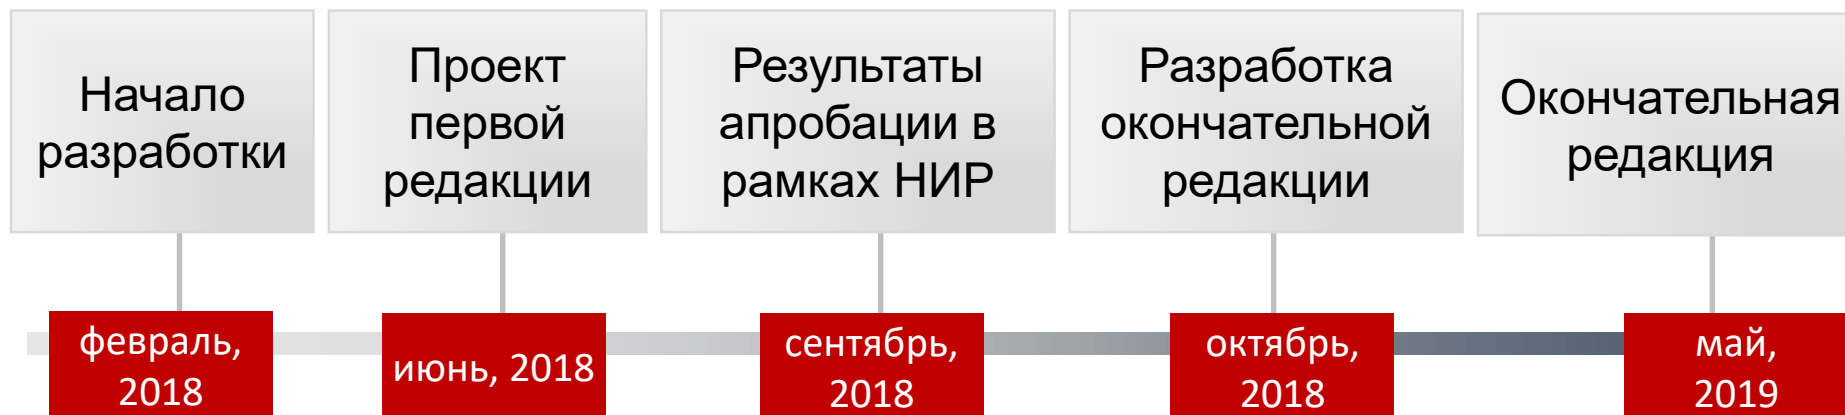 Начало
разработки
Проект
первой
редакции
Результаты
апробации в
рамках НИР
Разработка
окончательной
редакции
Окончательная
редакция
февраль,
2018
июнь, 2018
сентябрь,
2018
октябрь,
2018
май,
2019